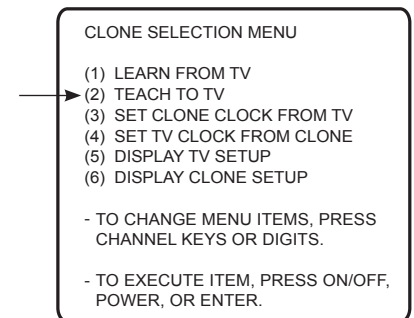 CLONE SELECTION MENU
(1) LEARN FROM TV
(2) TEACH TO TV
(3) SET CLONE CLOCK FROM TV
(4) SET TV CLOCK FROM CLONE
(5) DISPLAY TV SETUP
(6) DISPLAY CLONE SETUP
- TO CHANGE MENU ITEMS, PRESS
CHANNEL KEYS OR DIGITS.
- TO EXECUTE ITEM, PRESS ON/OFF,
POWER, OR ENTER.